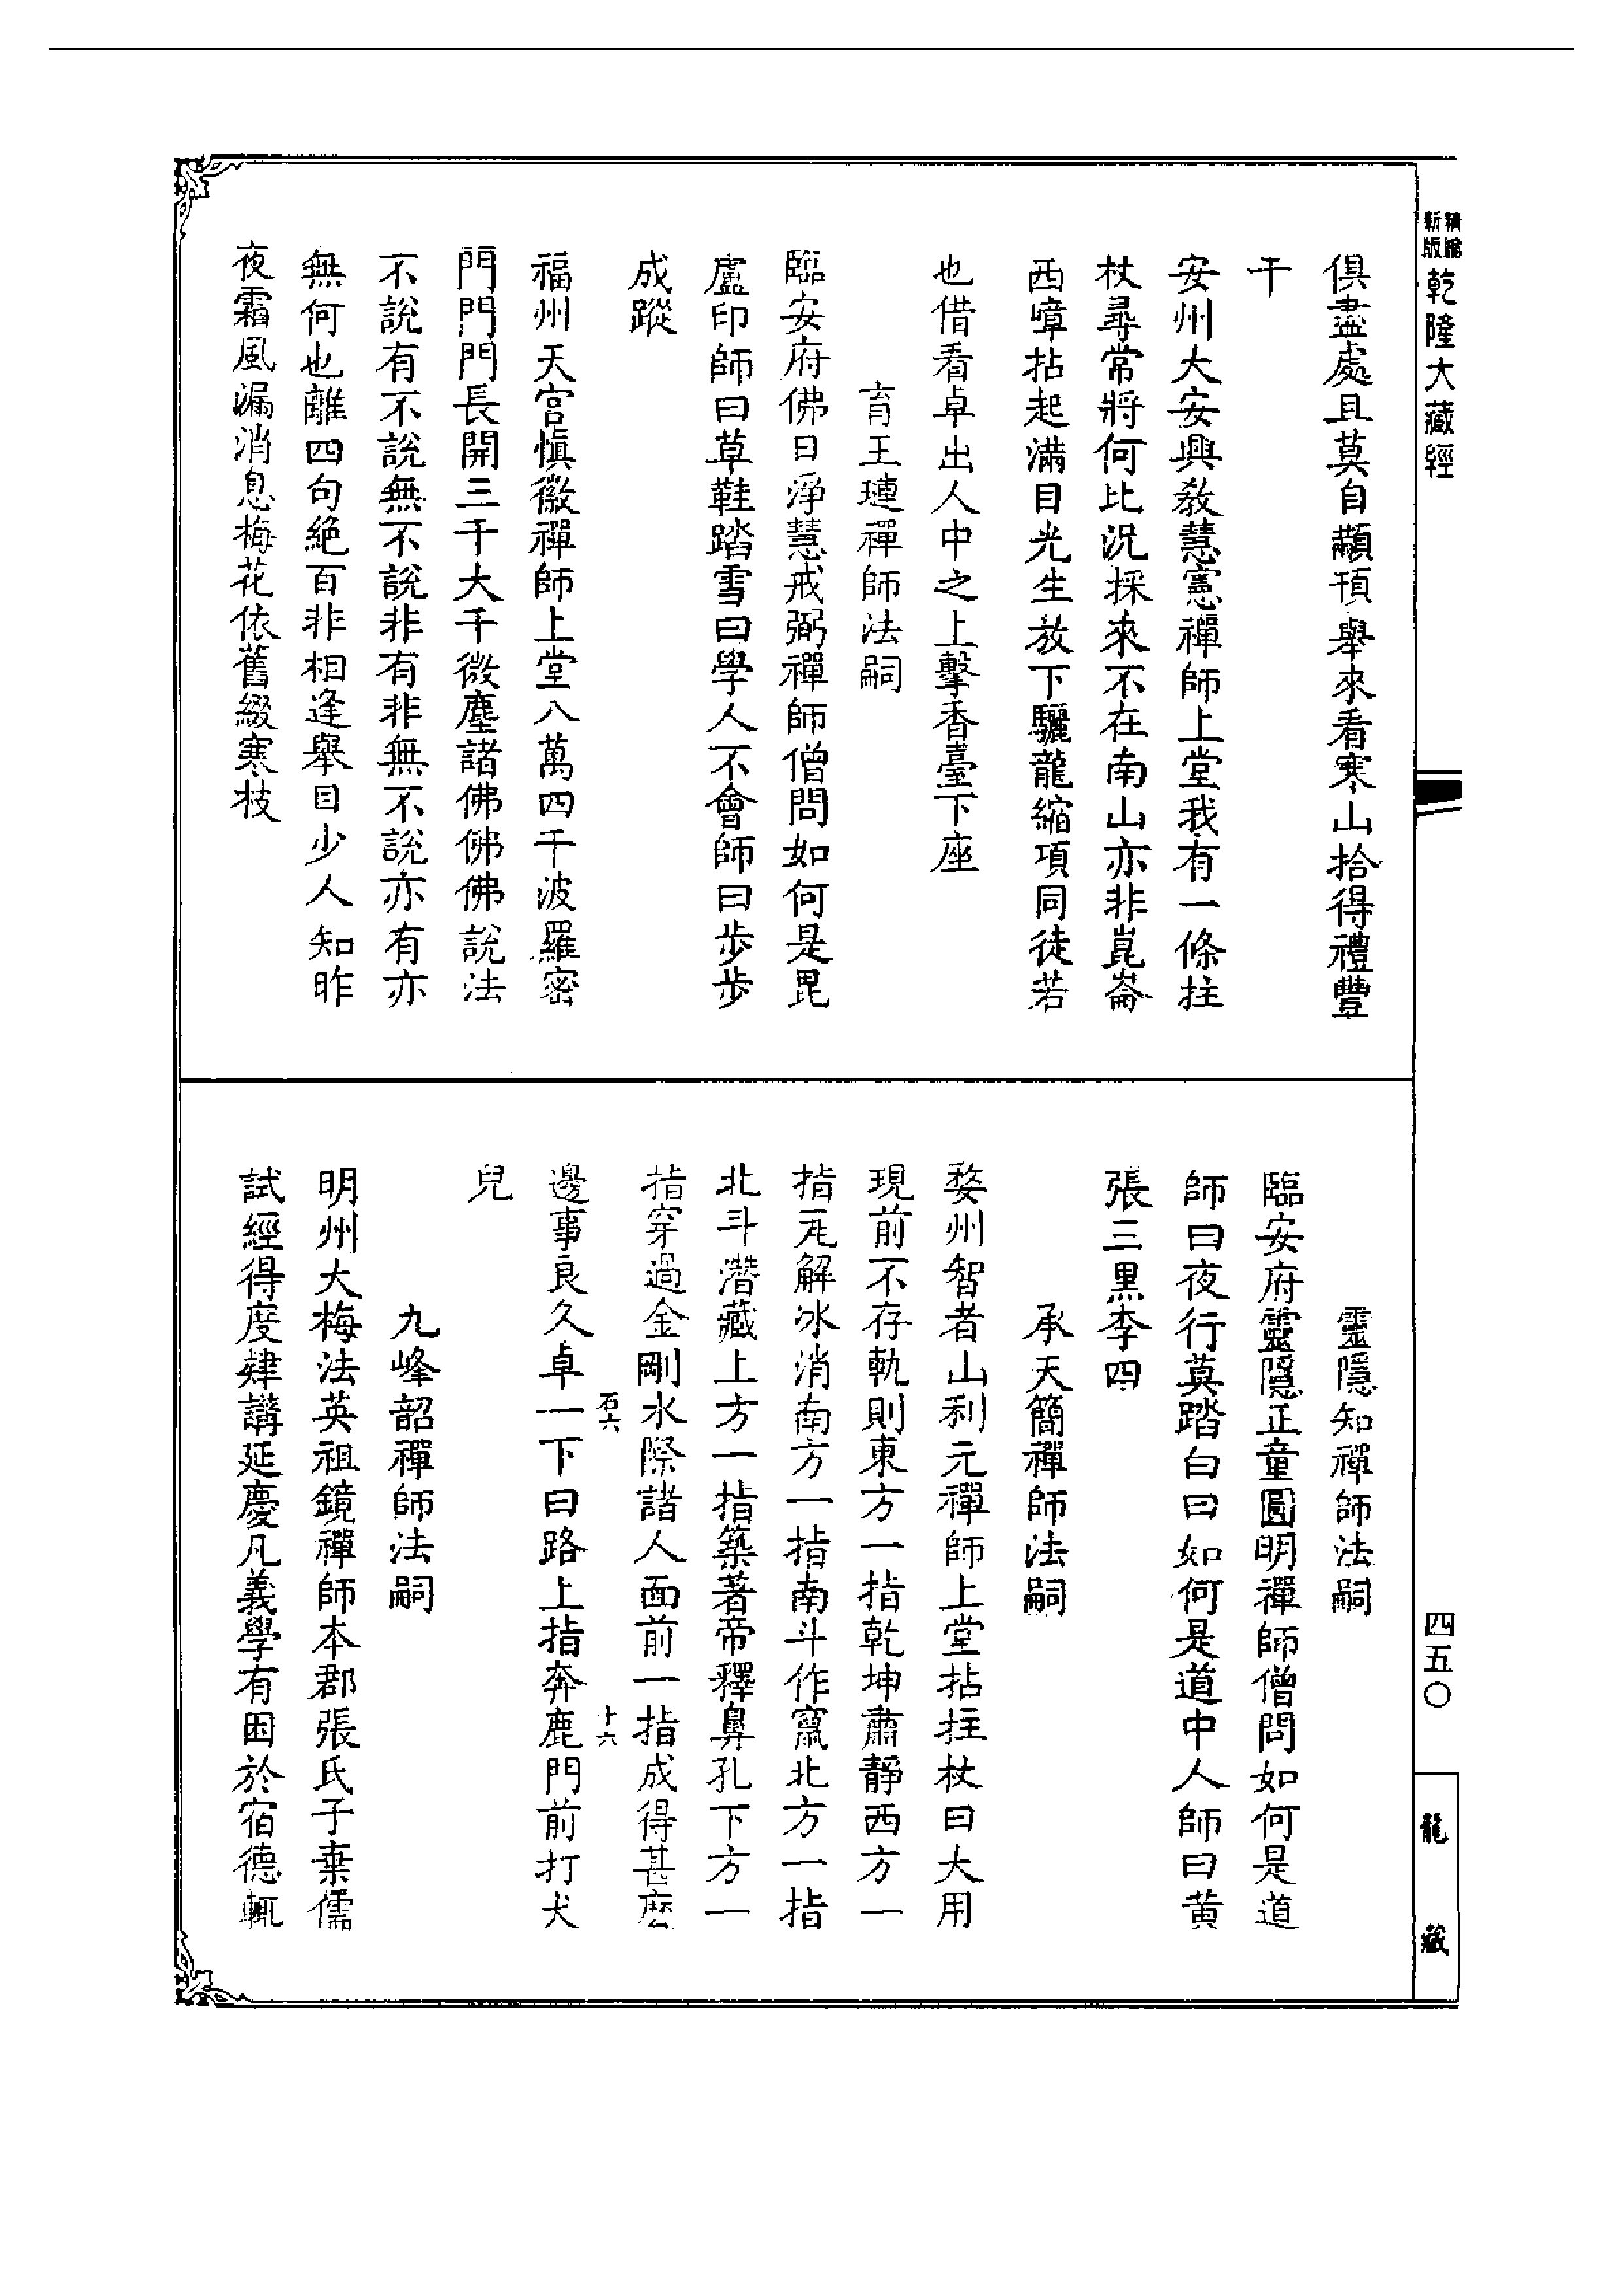 精縮
新版
乾隆大藏經
俱盡處且莫自顢頇舉來看寒山拾得禮豐
干
安州大安興教慧憲禪師上堂我有一條拄
杖尋常將何比況採來不在南山亦非崑崙
西嶂拈起滿目光生放下驪龍縮項同徒若
也借看卓出人中之上擊香臺下座
育王璉禪師法嗣
臨安府佛日淨慧戒弼禪師僧問如何是毘
盧印師曰草鞋踏雪曰學人不會師曰步步
成蹤
福州天宮慎徽禪師上堂八萬四千波羅密
門門門長開三千大千微塵諸佛佛佛說法
不說有不說無不說非有非無不說亦有亦
無何也離四句絕百非相逢舉目少人知昨
夜霜風漏消息梅花依舊綴寒枝
靈隱知禪師法嗣
臨安府靈隱正童圓明禪師僧問如何是道
師曰夜行莫踏白曰如何是道中人師曰黃
張三黑李四
承天簡禪師法嗣
婺州智者山利元禪師上堂拈拄杖曰大用
現前不存軌則東方一指乾坤肅靜西方一
指瓦解冰消南方一指南斗作竄北方一指
北斗潛藏上方一指築著帝釋鼻孔下方一
指穿過金剛水際諸人面前一指成得甚麼
石六
十六
邊事良久卓一下曰路上指奔鹿門前打犬
兒
九峰韶禪師法嗣
明州大梅法英祖鏡禪師本郡張氏子棄儒
試經得度肄講延慶凡義學有困於宿德輒
四五〇
龍藏